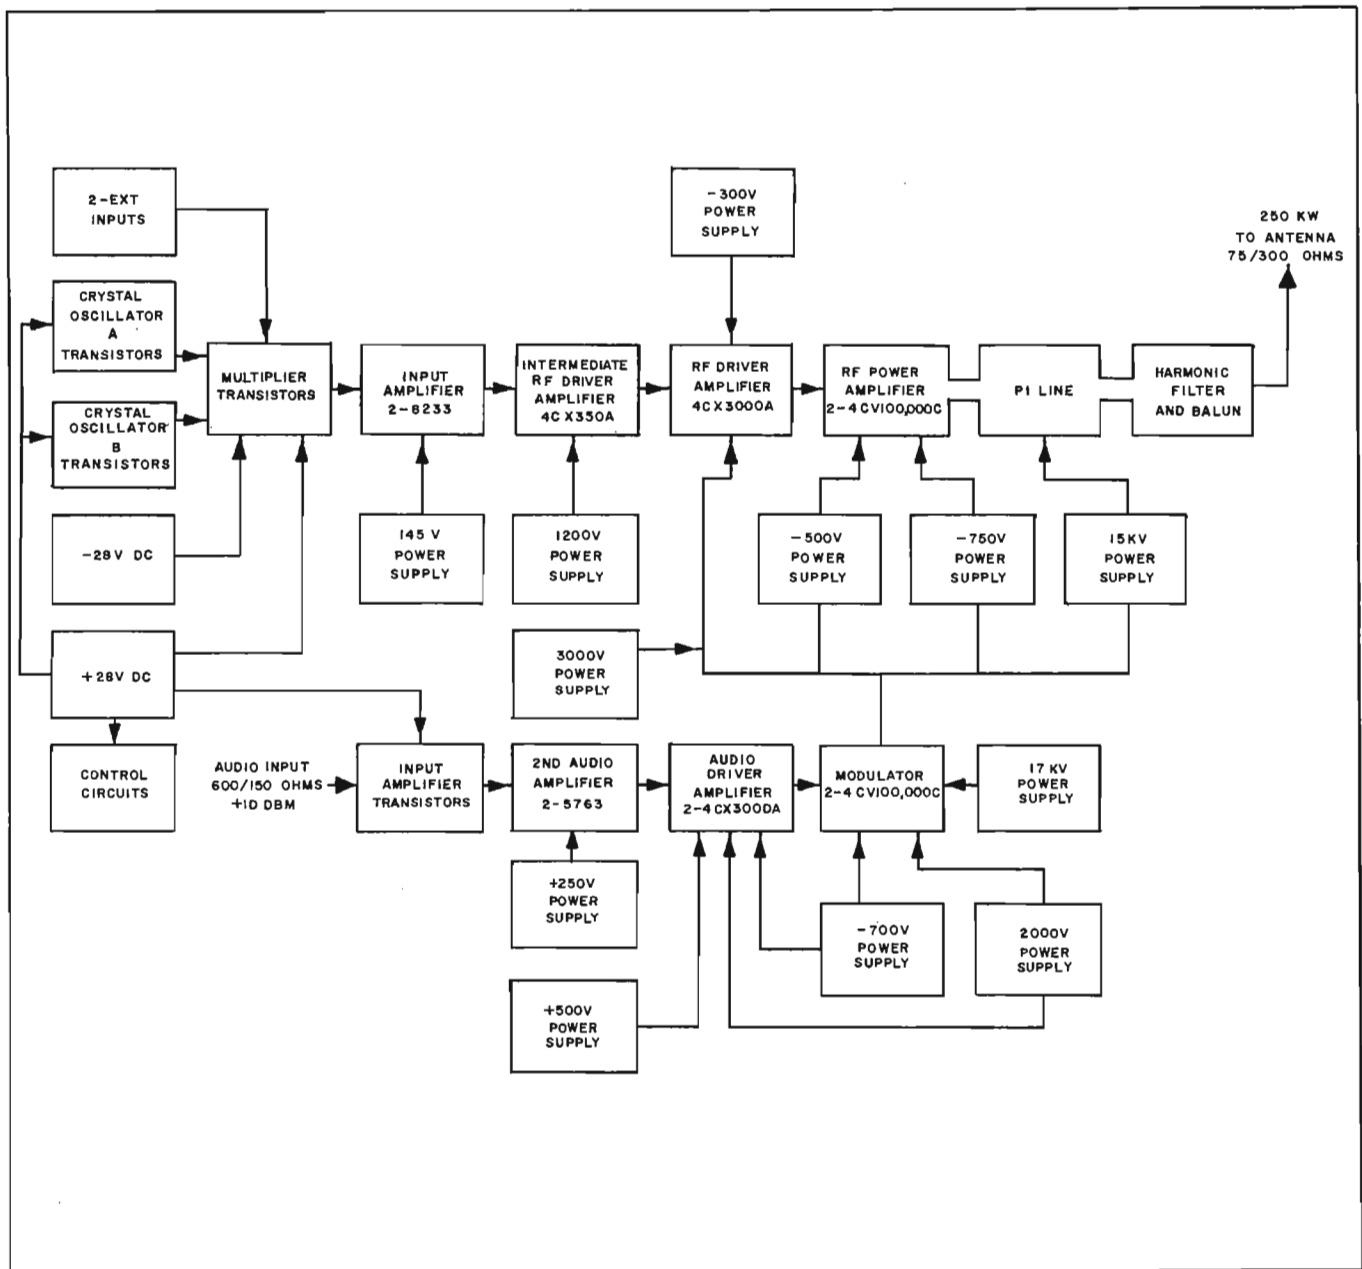 2-EXT
INPUTS
-300V
POWER
SUPPLY
250 KW
TO ANTENNA
75/300 OHMS
CRYSTAL
OSCILLATOR
A
TRANSISTORS
CRYSTAL
OSCILLATOR
B
TRANSISTORS
MULTIPLIER
TRANSISTORS
INPUT
AMPLIFIER
2-8233
INTERMEDIATE
RF DRIVER
AMPLIFIER
4CX350A
RF DRIVER
AMPLIFIER
4CX3000A
RF POWER
AMPLIFIER
2-4CV100,000C
PI LINE
HARMONIC
FILTER
AND BALUN
-28V DC
145 V
POWER
SUPPLY
1200V
POWER
SUPPLY
-500V
POWER
SUPPLY
-750V
POWER
SUPPLY
15KV
POWER
SUPPLY
+28V DC
3000V
POWER
SUPPLY
CONTROL
CIRCUITS
AUDIO INPUT
600/150 OHMS
+10 DBM
INPUT
AMPLIFIER
TRANSISTORS
2ND AUDIO
AMPLIFIER
2-5763
AUDIO
DRIVER
AMPLIFIER
2-4CX3000A
MODULATOR
2-4CV100,000C
17 KV
POWER
SUPPLY
+250V
POWER
SUPPLY
-700V
POWER
SUPPLY
2000V
POWER
SUPPLY
+500V
POWER
SUPPLY